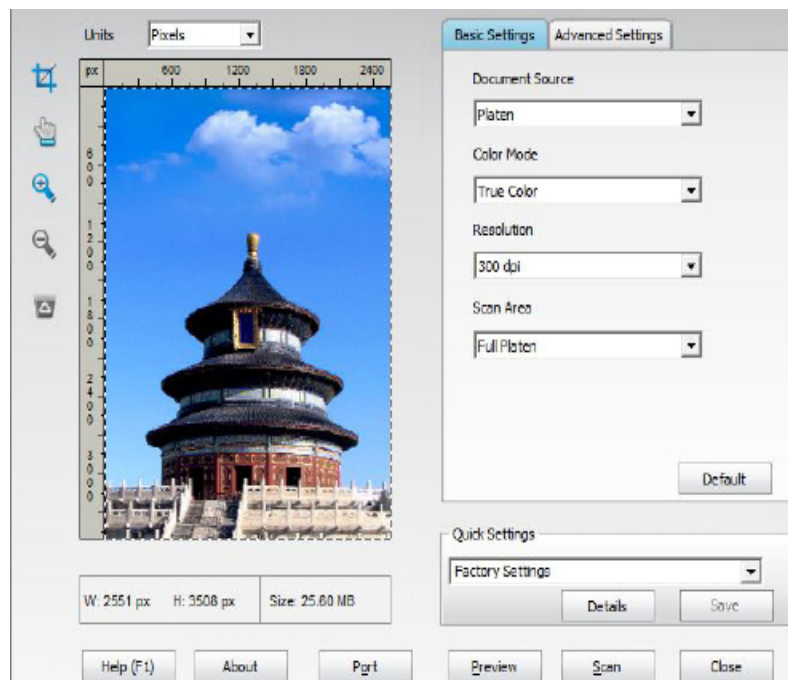 Units Pixels
px 600 1200 1800 2400
600
1200
1800
2400
3000
W: 2551 px H: 3508 px Size: 25.60 MB
Basic Settings Advanced Settings
Document Source
Platen
Color Mode
True Color
Resolution
300 dpi
Scan Area
Full Platen
Default
Quick Settings
Factory Settings
Details Save
Help (F1) About Port Preview Scan Close